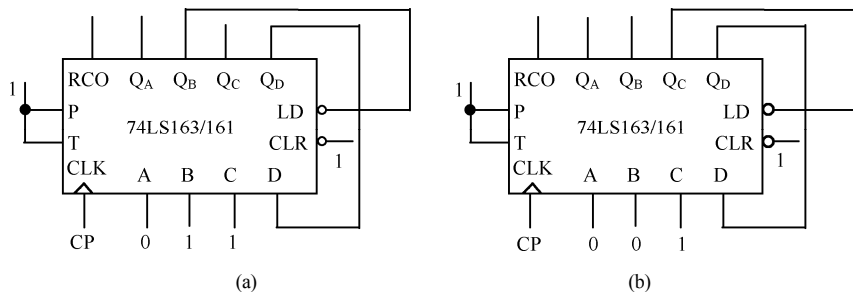 RCO QA QB QC QD
1
P
LD
74LS163/161
T
CLR
1
CLK
A B C D
CP 0 1 1
(a)
RCO QA QB QC QD
1
P
LD
74LS163/161
T
CLR
1
CLK
A B C D
CP 0 0 1
(b)